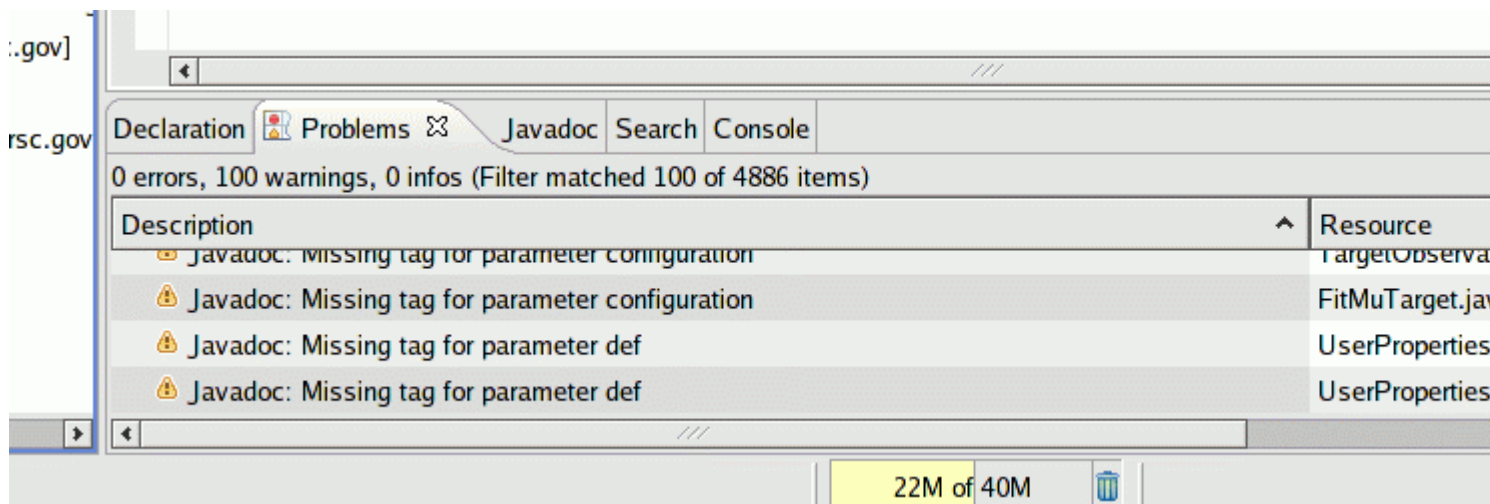 :.gov]
rsc.gov
Declaration Problems Javadoc Search Console
0 errors, 100 warnings, 0 infos (Filter matched 100 of 4886 items)
Description Resource
Javadoc: Missing tag for parameter configuration TargetObserva
Javadoc: Missing tag for parameter configuration FitMuTarget.jav
Javadoc: Missing tag for parameter def UserProperties
Javadoc: Missing tag for parameter def UserProperties
22M of 40M